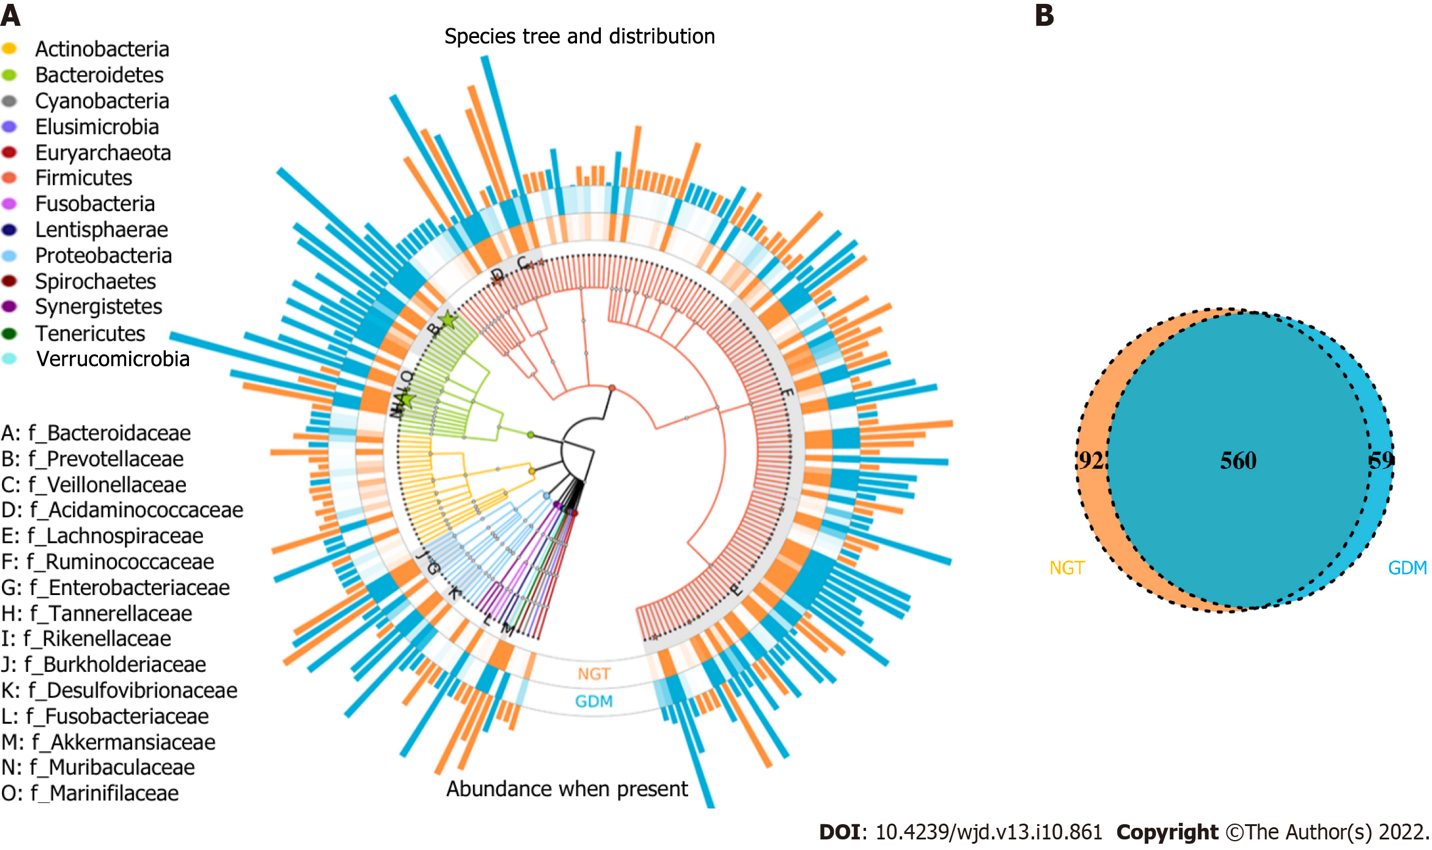 A
Species tree and distribution
Actinobacteria
Bacteroidetes
Cyanobacteria
Elusimicrobia
Euryarchaeota
Firmicutes
Fusobacteria
Lentisphaerae
Proteobacteria
Spirochaetes
Synergistetes
Tenericutes
Verrucomicrobia
A: f_Bacteroidaceae
B: f_Prevotellaceae
C: f_Veillonellaceae
D: f_Acidaminococcaceae
E: f_Lachnospiraceae
F: f_Ruminococcaceae
G: f_Enterobacteriaceae
H: f_Tannerellaceae
I: f_Rikenellaceae
J: f_Burkholderiaceae
K: f_Desulfovibrionaceae
L: f_Fusobacteriaceae
M: f_Akkermansiaceae
N: f_Muribaculaceae
O: f_Marinifilaceae
D
C
B
F
E
J
G
K
L
M
NGT
GDM
Abundance when present
B
92
560
59
NGT
GDM
DOI: 10.4239/wjd.v13.i10.861 Copyright ©The Author(s) 2022.